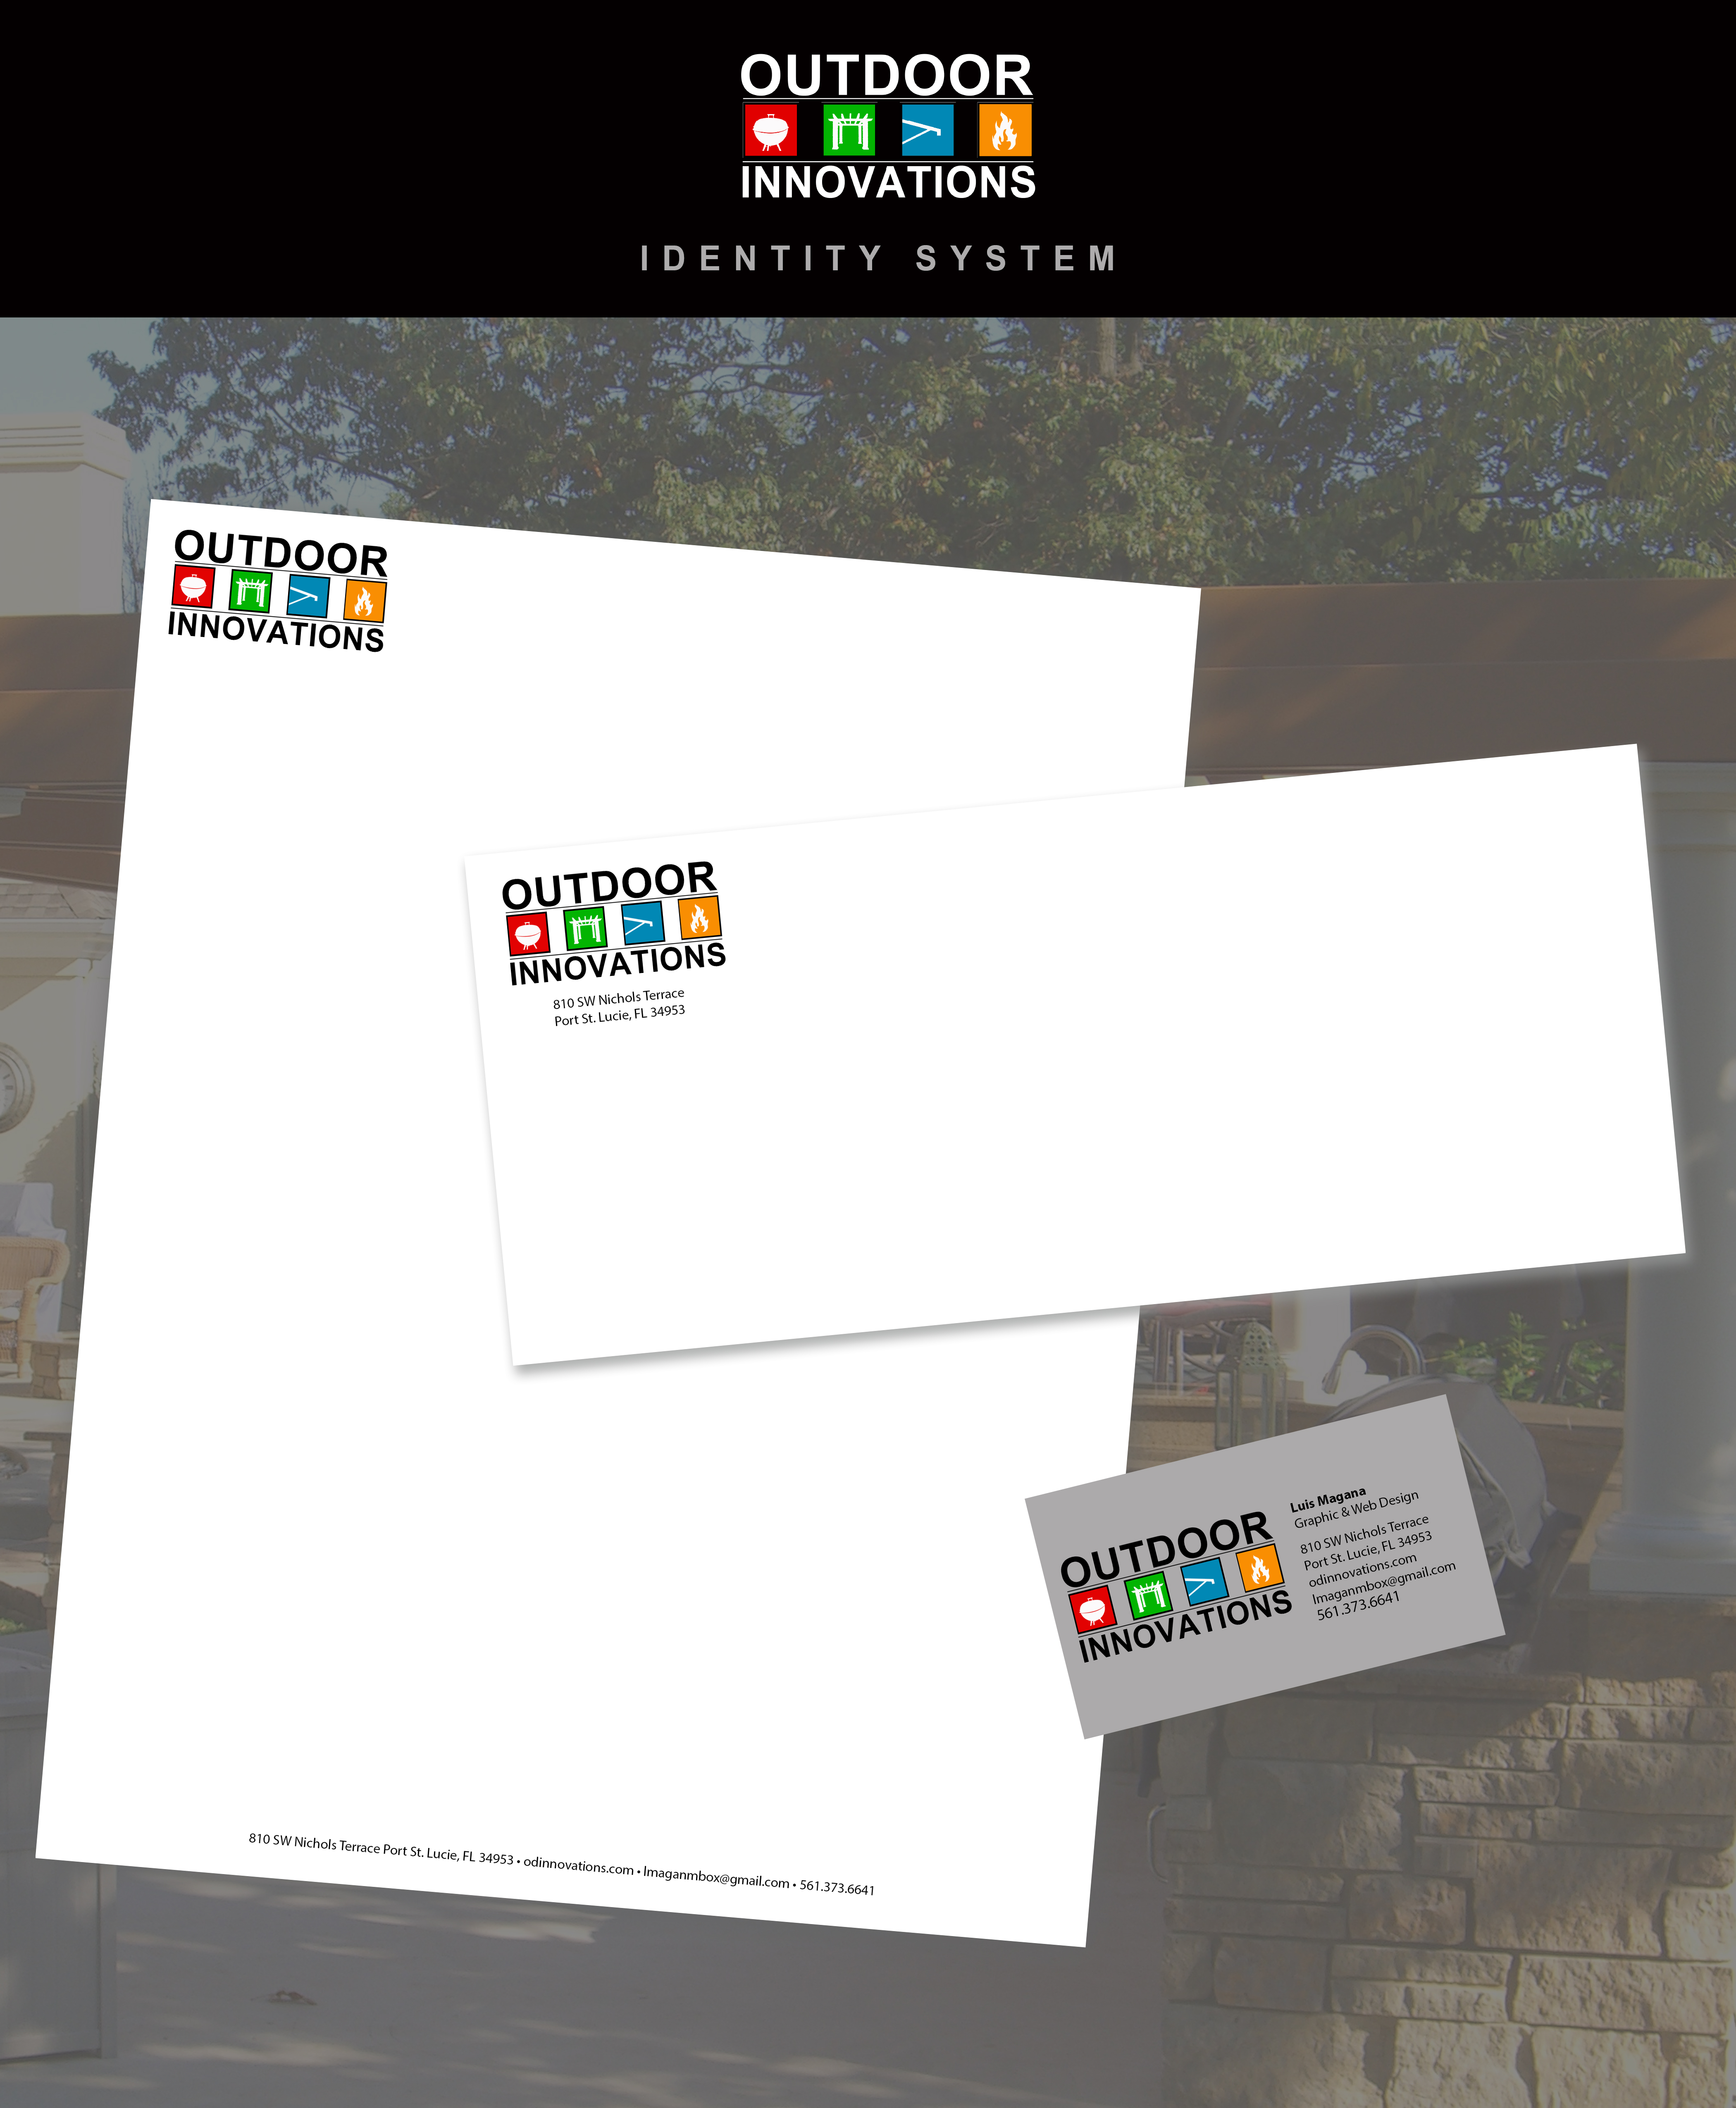 OUTDOOR
INNOVATIONS
IDENTITY SYSTEM
OUTDOOR
INNOVATIONS
OUTDOOR
INNOVATIONS
810 SW Nichols Terrace
Port St. Lucie, FL 34953
OUTDOOR
INNOVATIONS
Luis Magana
Graphic & Web Design
810 SW Nichols Terrace
Port St. Lucie, FL 34953
odinnovations.com
lmaganmbox@gmail.com
561.373.6641
810 SW Nichols Terrace Port St. Lucie, FL 34953 • odinnovations.com • lmaganmbox@gmail.com • 561.373.6641